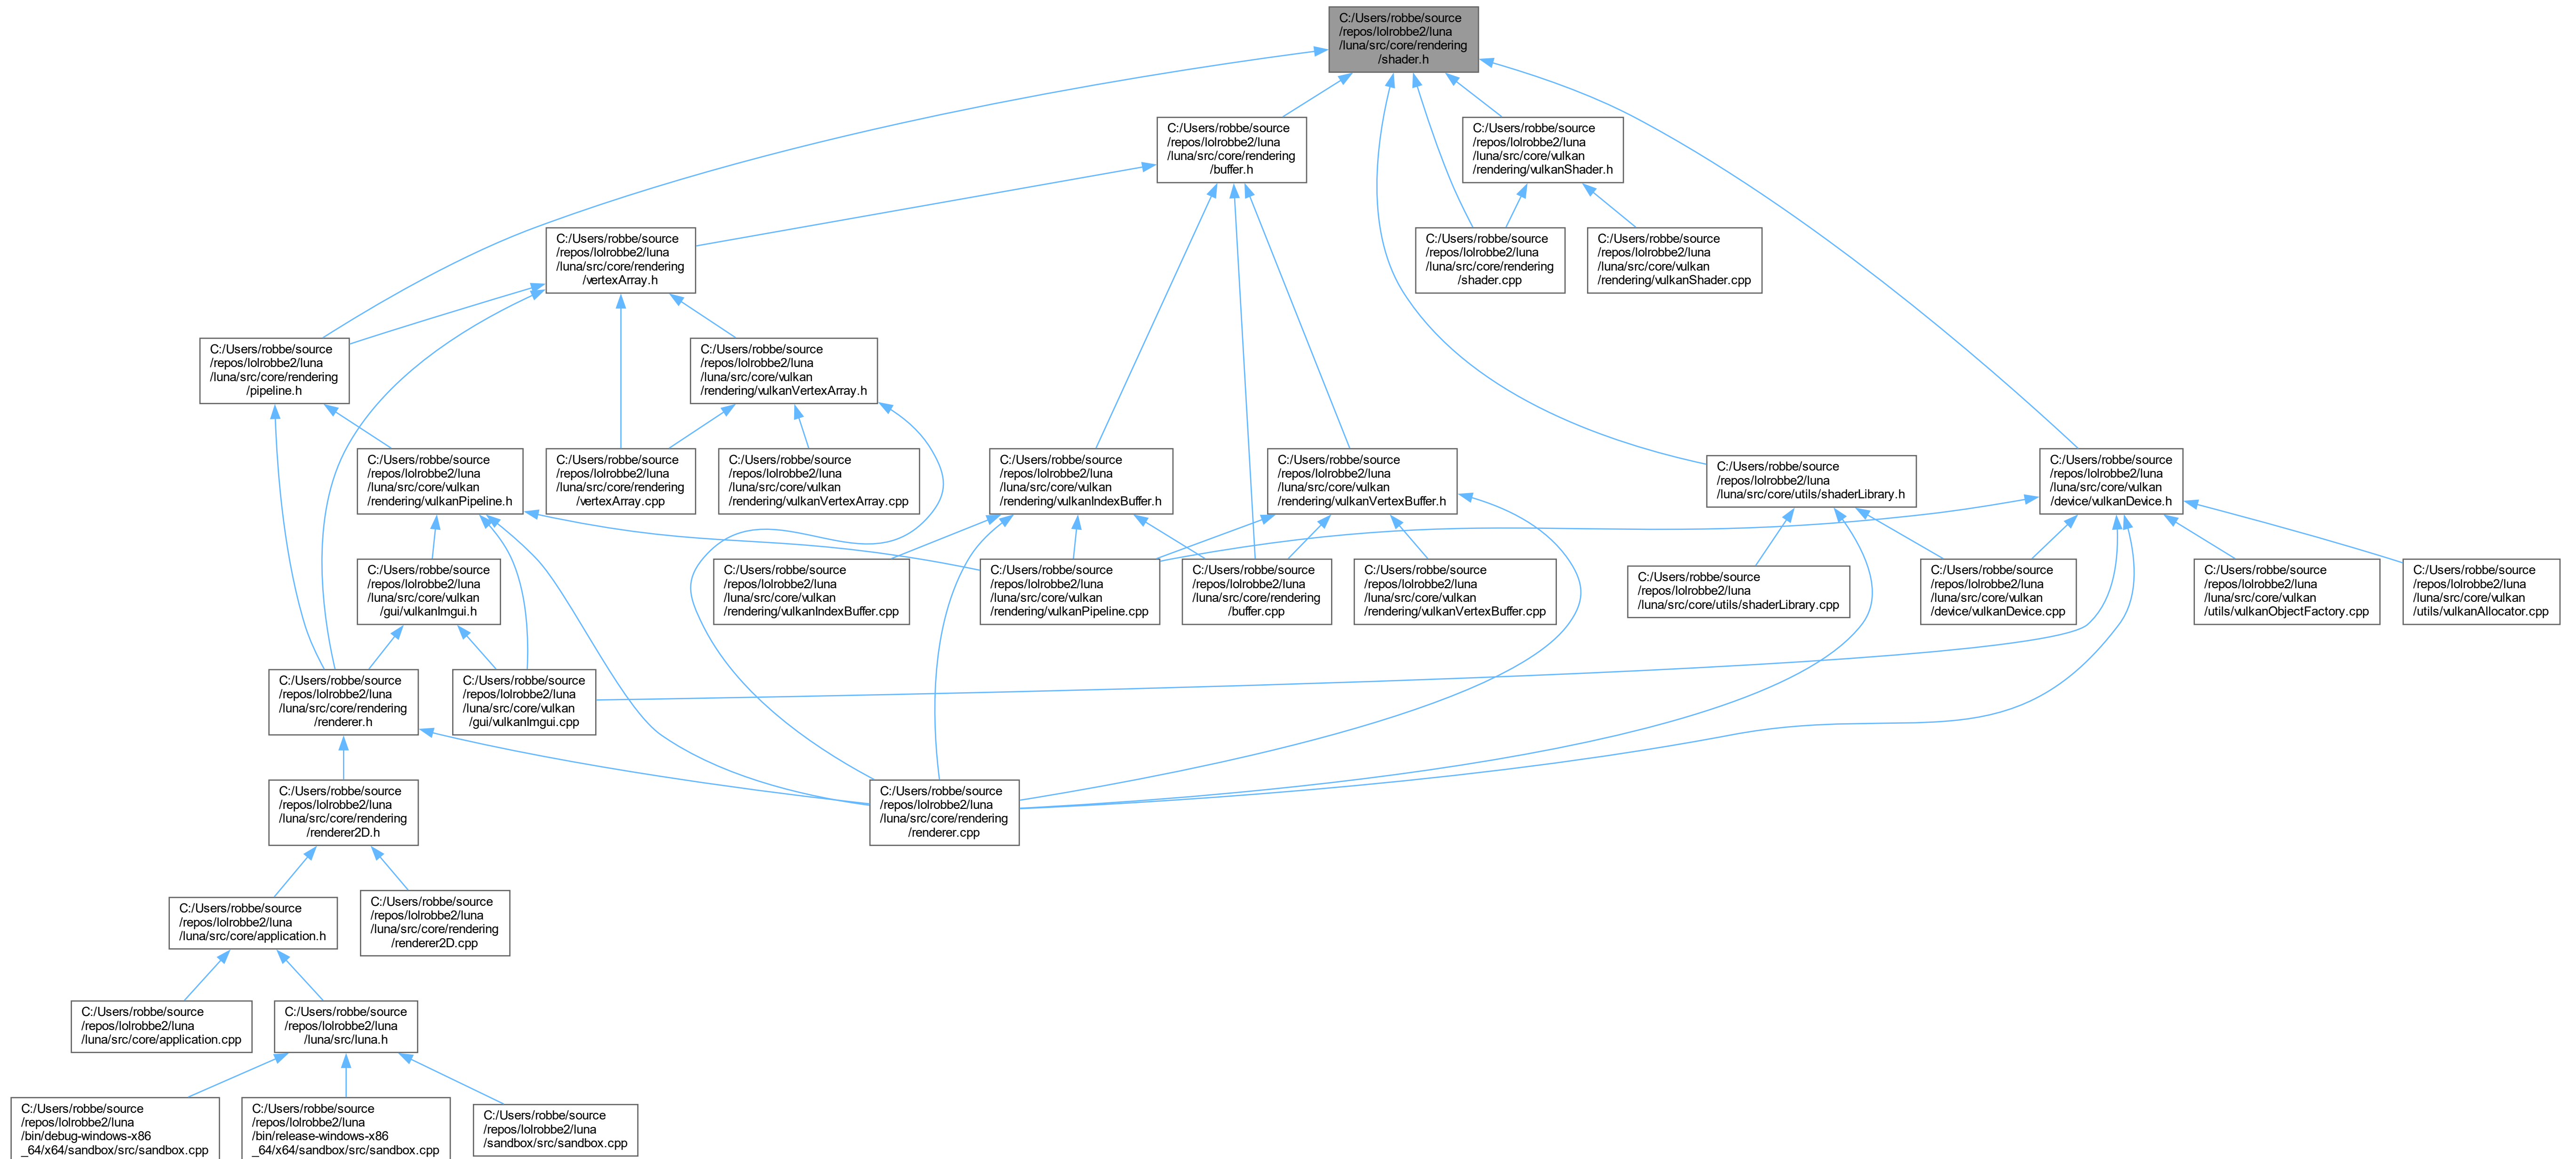 C:/Users/robbe/source
/repos/lolrobbe2/luna
/luna/src/core/rendering
/shader.h
C:/Users/robbe/source
/repos/lolrobbe2/luna
/luna/src/core/rendering
/buffer.h
C:/Users/robbe/source
/repos/lolrobbe2/luna
/luna/src/core/vulkan
/rendering/vulkanShader.h
C:/Users/robbe/source
/repos/lolrobbe2/luna
/luna/src/core/rendering
/vertexArray.h
C:/Users/robbe/source
/repos/lolrobbe2/luna
/luna/src/core/rendering
/shader.cpp
C:/Users/robbe/source
/repos/lolrobbe2/luna
/luna/src/core/vulkan
/rendering/vulkanShader.cpp
C:/Users/robbe/source
/repos/lolrobbe2/luna
/luna/src/core/rendering
/pipeline.h
C:/Users/robbe/source
/repos/lolrobbe2/luna
/luna/src/core/vulkan
/rendering/vulkanVertexArray.h
C:/Users/robbe/source
/repos/lolrobbe2/luna
/luna/src/core/vulkan
/rendering/vulkanPipeline.h
C:/Users/robbe/source
/repos/lolrobbe2/luna
/luna/src/core/rendering
/vertexArray.cpp
C:/Users/robbe/source
/repos/lolrobbe2/luna
/luna/src/core/vulkan
/rendering/vulkanVertexArray.cpp
C:/Users/robbe/source
/repos/lolrobbe2/luna
/luna/src/core/vulkan
/rendering/vulkanIndexBuffer.h
C:/Users/robbe/source
/repos/lolrobbe2/luna
/luna/src/core/vulkan
/rendering/vulkanVertexBuffer.h
C:/Users/robbe/source
/repos/lolrobbe2/luna
/luna/src/core/utils/shaderLibrary.h
C:/Users/robbe/source
/repos/lolrobbe2/luna
/luna/src/core/vulkan
/device/vulkanDevice.h
C:/Users/robbe/source
/repos/lolrobbe2/luna
/luna/src/core/vulkan
/gui/vulkanImgui.h
C:/Users/robbe/source
/repos/lolrobbe2/luna
/luna/src/core/vulkan
/rendering/vulkanIndexBuffer.cpp
C:/Users/robbe/source
/repos/lolrobbe2/luna
/luna/src/core/vulkan
/rendering/vulkanPipeline.cpp
C:/Users/robbe/source
/repos/lolrobbe2/luna
/luna/src/core/rendering
/buffer.cpp
C:/Users/robbe/source
/repos/lolrobbe2/luna
/luna/src/core/vulkan
/rendering/vulkanVertexBuffer.cpp
C:/Users/robbe/source
/repos/lolrobbe2/luna
/luna/src/core/utils/shaderLibrary.cpp
C:/Users/robbe/source
/repos/lolrobbe2/luna
/luna/src/core/vulkan
/device/vulkanDevice.cpp
C:/Users/robbe/source
/repos/lolrobbe2/luna
/luna/src/core/vulkan
/utils/vulkanObjectFactory.cpp
C:/Users/robbe/source
/repos/lolrobbe2/luna
/luna/src/core/vulkan
/utils/vulkanAllocator.cpp
C:/Users/robbe/source
/repos/lolrobbe2/luna
/luna/src/core/rendering
/renderer.h
C:/Users/robbe/source
/repos/lolrobbe2/luna
/luna/src/core/vulkan
/gui/vulkanImgui.cpp
C:/Users/robbe/source
/repos/lolrobbe2/luna
/luna/src/core/rendering
/renderer2D.h
C:/Users/robbe/source
/repos/lolrobbe2/luna
/luna/src/core/rendering
/renderer.cpp
C:/Users/robbe/source
/repos/lolrobbe2/luna
/luna/src/core/application.h
C:/Users/robbe/source
/repos/lolrobbe2/luna
/luna/src/core/rendering
/renderer2D.cpp
C:/Users/robbe/source
/repos/lolrobbe2/luna
/luna/src/core/application.cpp
C:/Users/robbe/source
/repos/lolrobbe2/luna
/luna/src/luna.h
C:/Users/robbe/source
/repos/lolrobbe2/luna
/bin/debug-windows-x86
_64/x64/sandbox/src/sandbox.cpp
C:/Users/robbe/source
/repos/lolrobbe2/luna
/bin/release-windows-x86
_64/x64/sandbox/src/sandbox.cpp
C:/Users/robbe/source
/repos/lolrobbe2/luna
/sandbox/src/sandbox.cpp